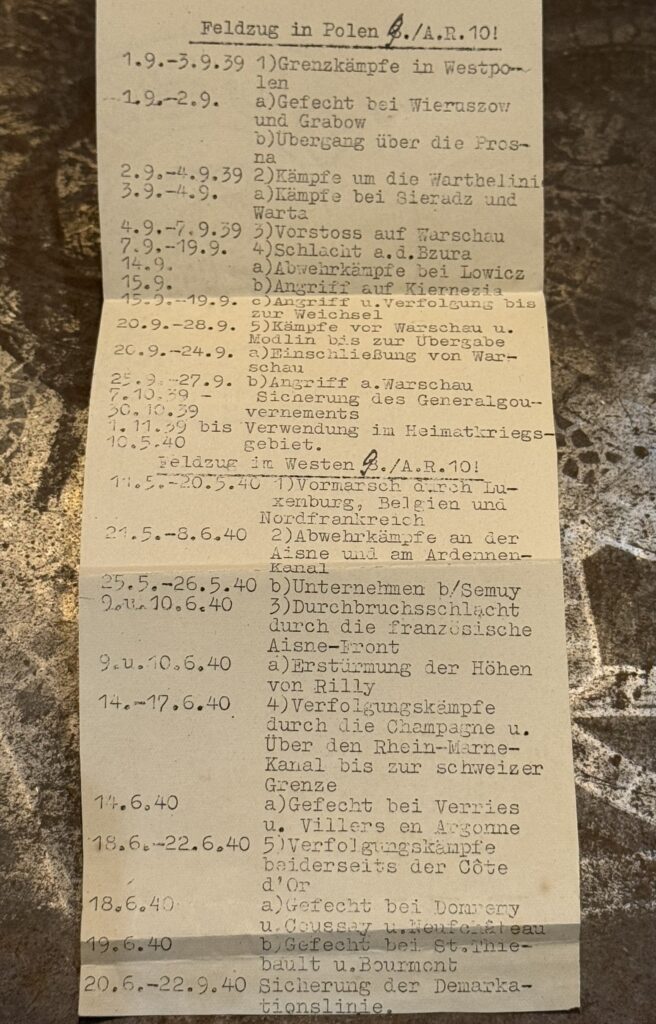 Feldzug in Polen 9./A.R.10!
1.9.-3.9.39 1)Grenzkämpfe in Westpo-
len
1.9.-2.9. a)Gefecht bei Wieruszow
und Grabow
b)Übergang über die Pros-
na
2.9.-4.9.39 2)Kämpfe um die Warthelini
3.9.-4.9. a)Kämpfe bei Sieradz und
Warta
4.9.-7.9.39 3)Vorstoss auf Warschau
7.9.-19.9. 4)Schlacht a.d.Bzura
14.9. a)Abwehrkämpfe bei Lowicz
15.9. b)Angriff auf Kiernezia
15.9.-19.9. c)Angriff u.Verfolgung bis
zur Weichsel
20.9.-28.9. 5)Kämpfe vor Warschau u.
Modlin bis zur Übergabe
20.9.-24.9. a)Einschließung von War-
schau
25.9.-27.9. b)Angriff a.Warschau
7.10.39 - Sicherung des Generalgou-
30.10.39 vernements
1.11.39 bis Verwendung im Heimatkriegs-
10.5.40 gebiet.
Feldzug im Westen 9./A.R.10!
11.5.-20.5.40 1)Vormarsch durch Lu-
xenburg, Belgien und
Nordfrankreich
21.5.-8.6.40 2)Abwehrkämpfe an der
Aisne und am Ardennen-
Kanal
25.5.-26.5.40 b)Unternehmen b/Semuy
9.u.10.6.40 3)Durchbruchsschlacht
durch die französische
Aisne-Front
9.u.10.6.40 a)Erstürmung der Höhen
von Rilly
14.-17.6.40 4)Verfolgungskämpfe
durch die Champagne u.
Über den Rhein-Marne-
Kanal bis zur schweizer
Grenze
14.6.40 a)Gefecht bei Verries
u. Villers en Argonne
18.6.-22.6.40 5)Verfolgungskämpfe
beiderseits der Côte
d'Or
18.6.40 a)Gefecht bei Domremy
u.Coussay u.Neufchâteau
19.6.40 b)Gefecht bei St.Thie-
bault u.Bourmont
20.6.-22.9.40 Sicherung der Demarka-
tionslinie.